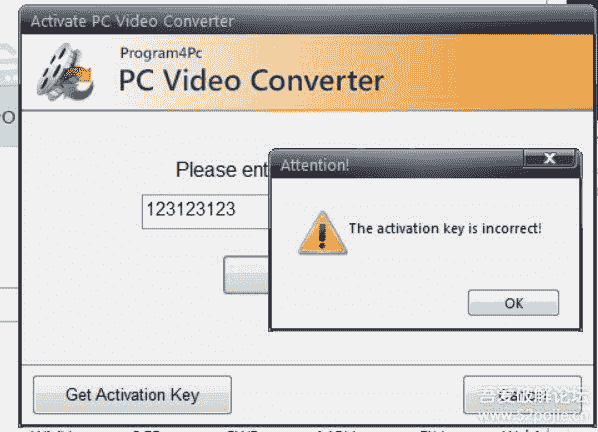 Activate PC Video Converter
Program4Pc
PC Video Converter
Attention!
Please ent
The activation key is incorrect!
123123123
OK
Get Activation Key
吾爱破解论坛
www.52pojie.cn